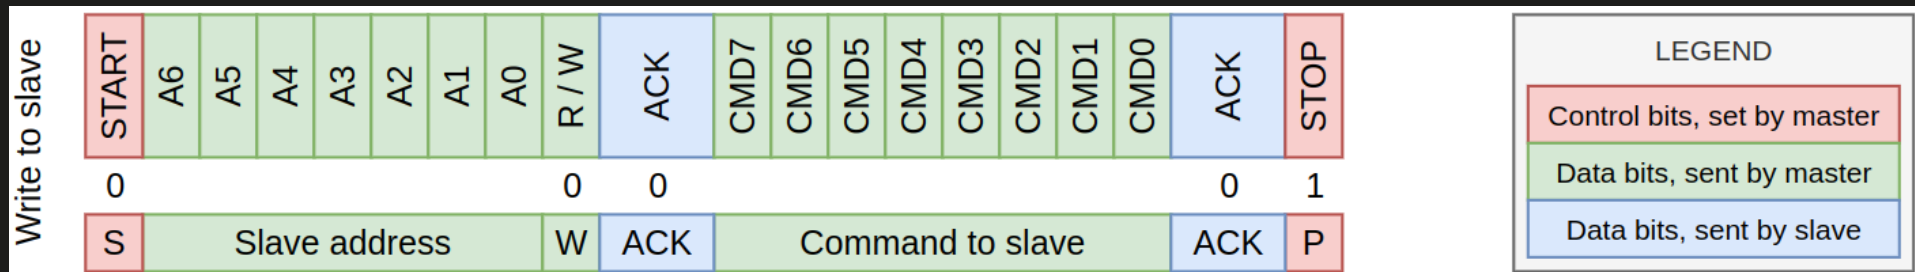 Write to slave
START A6 A5 A4 A3 A2 A1 A0 R / W ACK CMD7 CMD6 CMD5 CMD4 CMD3 CMD2 CMD1 CMD0 ACK STOP
0 0 0 0 1
S Slave address W ACK Command to slave ACK P
LEGEND
Control bits, set by master
Data bits, sent by master
Data bits, sent by slave